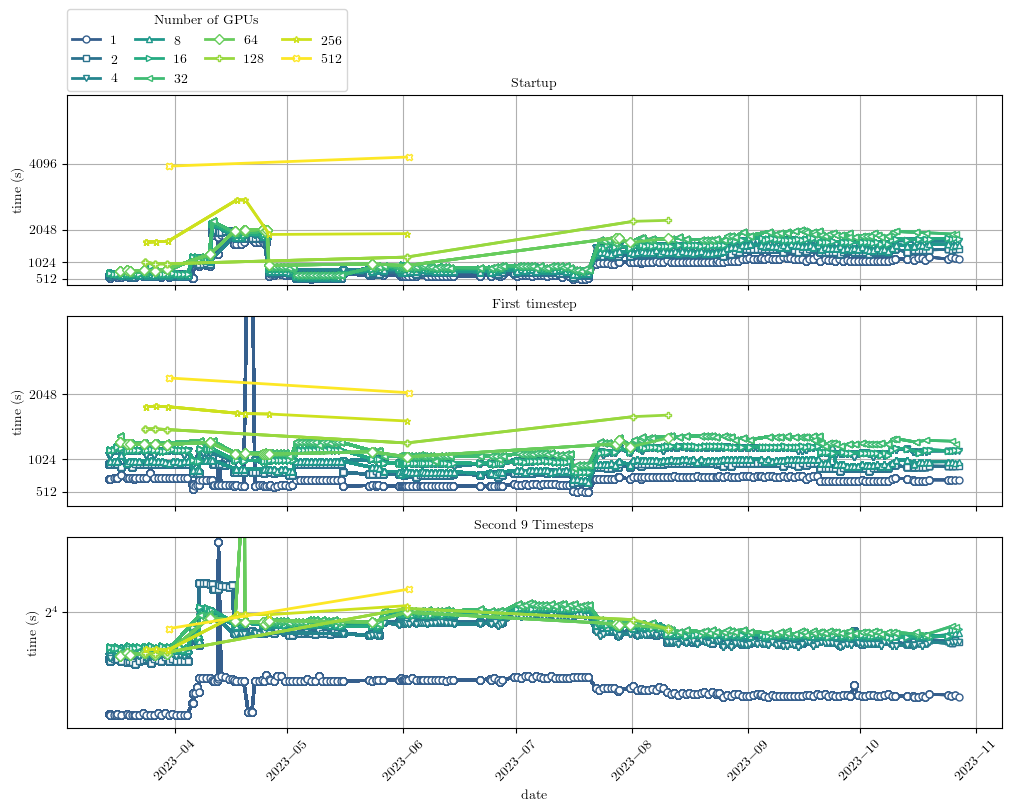 Number of GPUs
1 8 64 256
2 16 128 512
4 32
Startup
time (s)
4096
2048
1024
512
First timestep
time (s)
2048
1024
512
Second 9 Timesteps
time (s)
2⁴
2023−04 2023−05 2023−06 2023−07 2023−08 2023−09 2023−10 2023−11
date